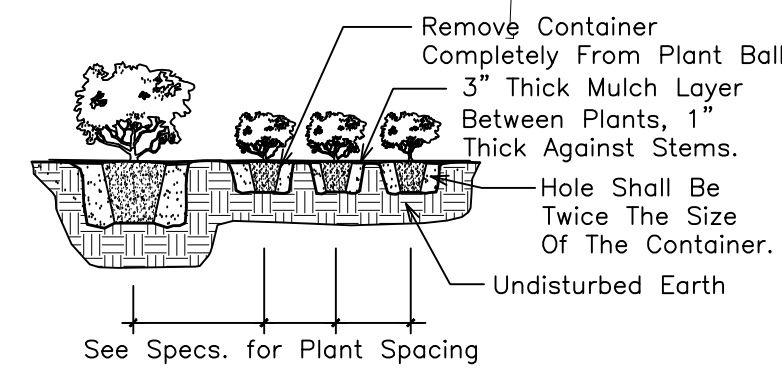 Remove Container
Completely From Plant Ball
3" Thick Mulch Layer
Between Plants, 1"
Thick Against Stems.
Hole Shall Be
Twice The Size
Of The Container.
Undisturbed Earth
See Specs. for Plant Spacing